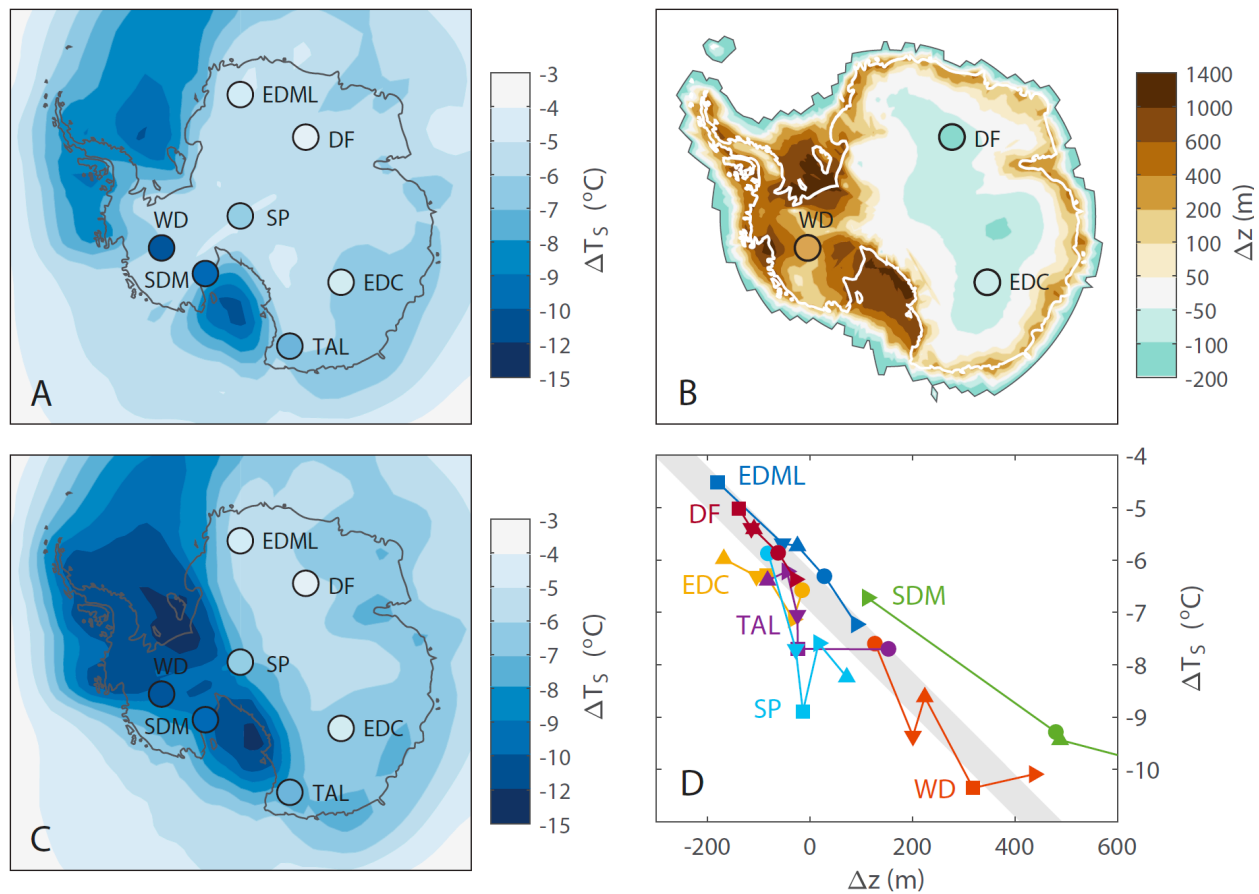 EDML
DF
WD
SP
SDM
EDC
TAL
A
-3
-4
-5
-6
-7
-8
-9
-10
-12
-15
ΔT_S (°C)
DF
WD
EDC
B
1400
1000
600
400
200
100
50
-50
-100
-200
Δz (m)
EDML
DF
WD
SP
SDM
EDC
TAL
C
-3
-4
-5
-6
-7
-8
-9
-10
-12
-15
ΔT_S (°C)
EDML
DF
EDC
SDM
TAL
SP
WD
D
-4
-5
-6
-7
-8
-9
-10
ΔT_S (°C)
-200 0 200 400 600
Δz (m)